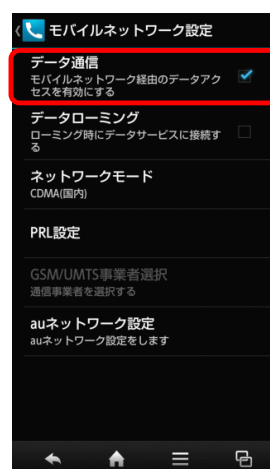 モバイルネットワーク設定
データ通信
モバイルネットワーク経由のデータアク
セスを有効にする
データローミング
ローミング時にデータサービスに接続す
る
ネットワークモード
CDMA(国内)
PRL設定
GSM/UMTS事業者選択
通信事業者を選択する
auネットワーク設定
auネットワーク設定をします